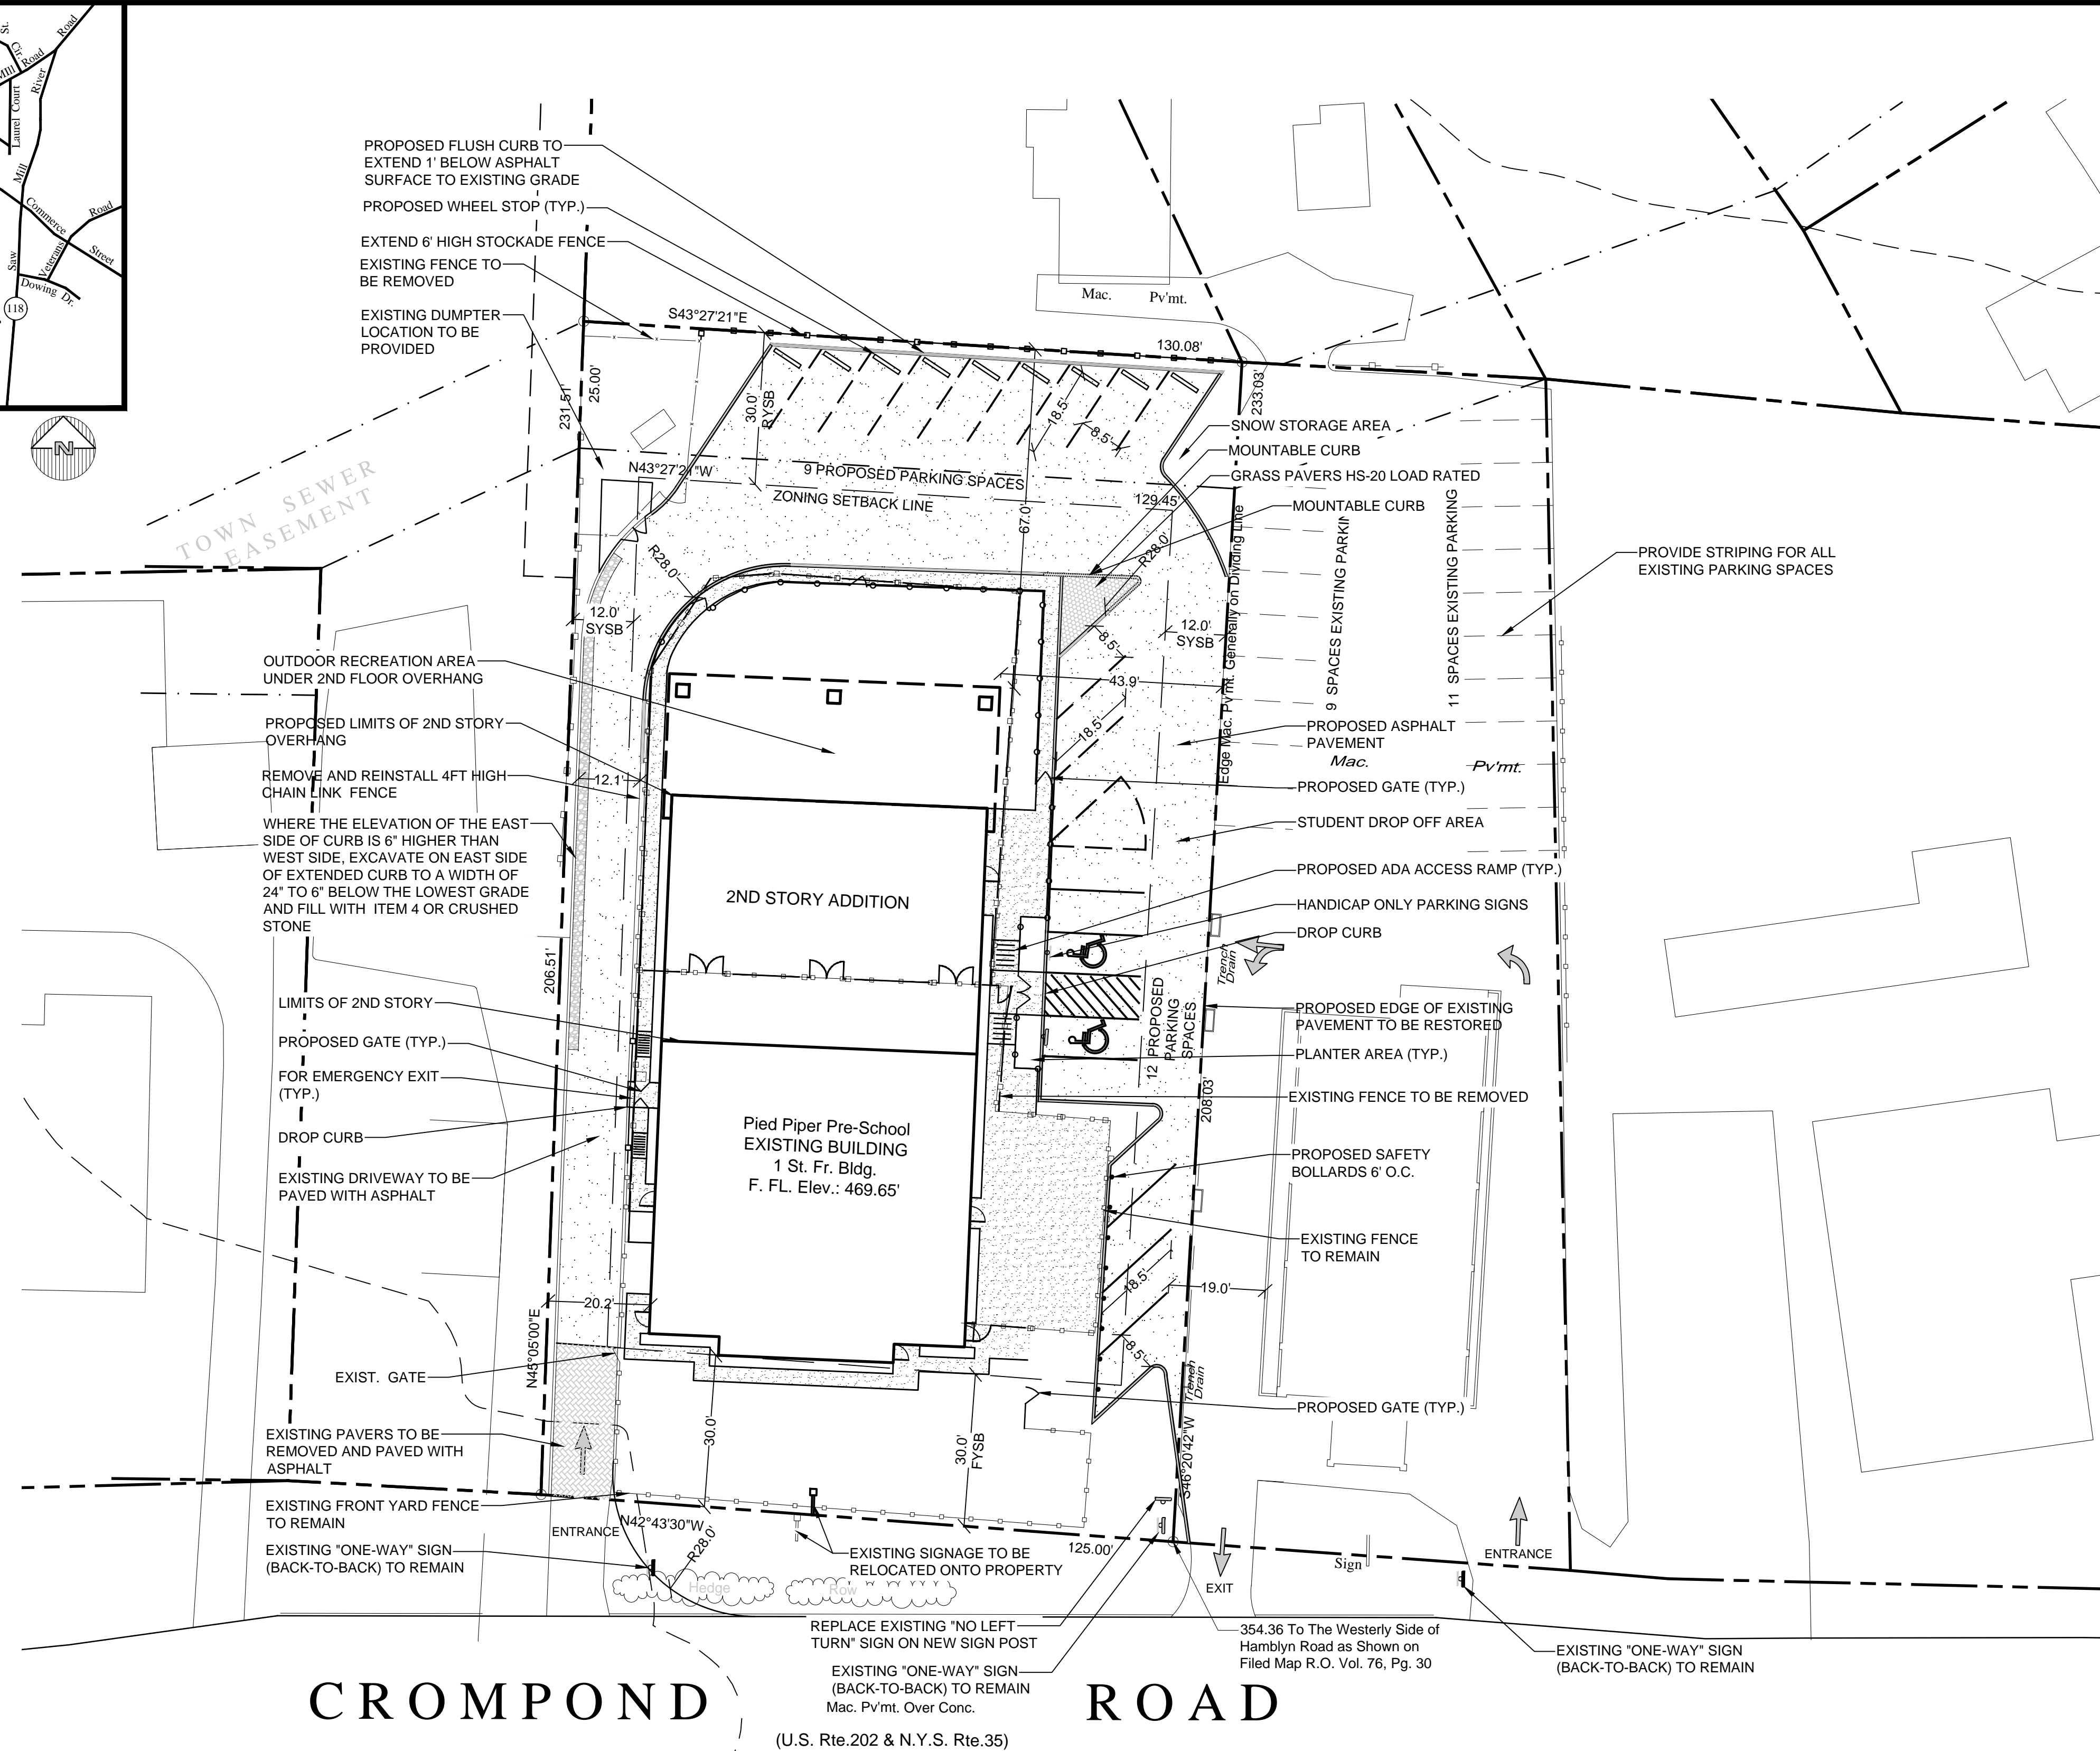 St.
Cir.
Mill Road
Road
River
Laurel Court
Mill
Commerce
Road
Veterans
Street
Saw
Dowing Dr.
118
N
PROPOSED FLUSH CURB TO
EXTEND 1' BELOW ASPHALT
SURFACE TO EXISTING GRADE
PROPOSED WHEEL STOP (TYP.)
EXTEND 6' HIGH STOCKADE FENCE
EXISTING FENCE TO
BE REMOVED
EXISTING DUMPTER
LOCATION TO BE
PROVIDED
S43°27'21"E
130.08'
Mac. Pv'mt.
231.51'
25.00'
30.0'
RYSB
18.5'
8.5'
233.03'
SNOW STORAGE AREA
MOUNTABLE CURB
GRASS PAVERS HS-20 LOAD RATED
MOUNTABLE CURB
TOWN SEWER
EASEMENT
N43°27'21"W
9 PROPOSED PARKING SPACES
ZONING SETBACK LINE
129.45'
67.0'
R28.0'
R28.0'
Edge Mac. Pv'mt. Generally on Dividing Line
9 SPACES EXISTING PARKIN
11 SPACES EXISTING PARKING
PROVIDE STRIPING FOR ALL
EXISTING PARKING SPACES
12.0'
SYSB
12.0'
SYSB
8.5'
43.9'
18.5'
OUTDOOR RECREATION AREA
UNDER 2ND FLOOR OVERHANG
PROPOSED LIMITS OF 2ND STORY
OVERHANG
REMOVE AND REINSTALL 4FT HIGH
CHAIN LINK FENCE
12.1'
WHERE THE ELEVATION OF THE EAST
SIDE OF CURB IS 6" HIGHER THAN
WEST SIDE, EXCAVATE ON EAST SIDE
OF EXTENDED CURB TO A WIDTH OF
24" TO 6" BELOW THE LOWEST GRADE
AND FILL WITH ITEM 4 OR CRUSHED
STONE
PROPOSED ASPHALT
PAVEMENT
Mac. Pv'mt.
PROPOSED GATE (TYP.)
STUDENT DROP OFF AREA
PROPOSED ADA ACCESS RAMP (TYP.)
HANDICAP ONLY PARKING SIGNS
DROP CURB
2ND STORY ADDITION
206.51'
Trench
Drain
12 PROPOSED
PARKING
SPACES
PROPOSED EDGE OF EXISTING
PAVEMENT TO BE RESTORED
PLANTER AREA (TYP.)
EXISTING FENCE TO BE REMOVED
208.03'
LIMITS OF 2ND STORY
PROPOSED GATE (TYP.)
FOR EMERGENCY EXIT
(TYP.)
DROP CURB
EXISTING DRIVEWAY TO BE
PAVED WITH ASPHALT
Pied Piper Pre-School
EXISTING BUILDING
1 St. Fr. Bldg.
F. FL. Elev.: 469.65'
PROPOSED SAFETY
BOLLARDS 6' O.C.
EXISTING FENCE
TO REMAIN
18.5'
19.0'
8.5'
20.2'
N45°05'00"E
EXIST. GATE
Trench
Drain
PROPOSED GATE (TYP.)
S46°20'42"W
EXISTING PAVERS TO BE
REMOVED AND PAVED WITH
ASPHALT
30.0'
30.0'
FYSB
EXISTING FRONT YARD FENCE
TO REMAIN
ENTRANCE
N42°43'30"W
R28.0'
EXISTING "ONE-WAY" SIGN
(BACK-TO-BACK) TO REMAIN
EXISTING SIGNAGE TO BE
RELOCATED ONTO PROPERTY
125.00'
EXIT
Sign
ENTRANCE
Hedge Row
REPLACE EXISTING "NO LEFT
TURN" SIGN ON NEW SIGN POST
354.36 To The Westerly Side of
Hamblyn Road as Shown on
Filed Map R.O. Vol. 76, Pg. 30
EXISTING "ONE-WAY" SIGN
(BACK-TO-BACK) TO REMAIN
EXISTING "ONE-WAY" SIGN
(BACK-TO-BACK) TO REMAIN
Mac. Pv'mt. Over Conc.
CROMPOND ROAD
(U.S. Rte.202 & N.Y.S. Rte.35)